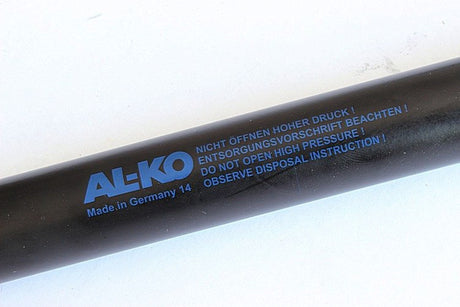 AL-KO
Made.in Germany 14
NICHT ÖFFNEN HOHER DRUCK !
ENTSORGUNGSVORSCHRIFT BEACHTEN !
DO NOT OPEN HIGH PRESSURE !
OBSERVE DISPOSAL INSTRUCTION !